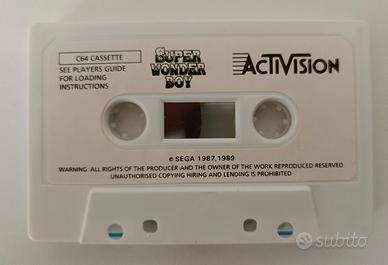 C64 CASSETTE
SEE PLAYERS GUIDE
FOR LOADING
INSTRUCTIONS
SUPER
WONDER
BOY
ACTIVISION
© SEGA 1987,1989
WARNING: ALL RIGHTS OF THE PRODUCER AND THE OWNER OF THE WORK REPRODUCED RESERVED
UNAUTHORISED COPYING HIRING AND LENDING IS PROHIBITED
subito